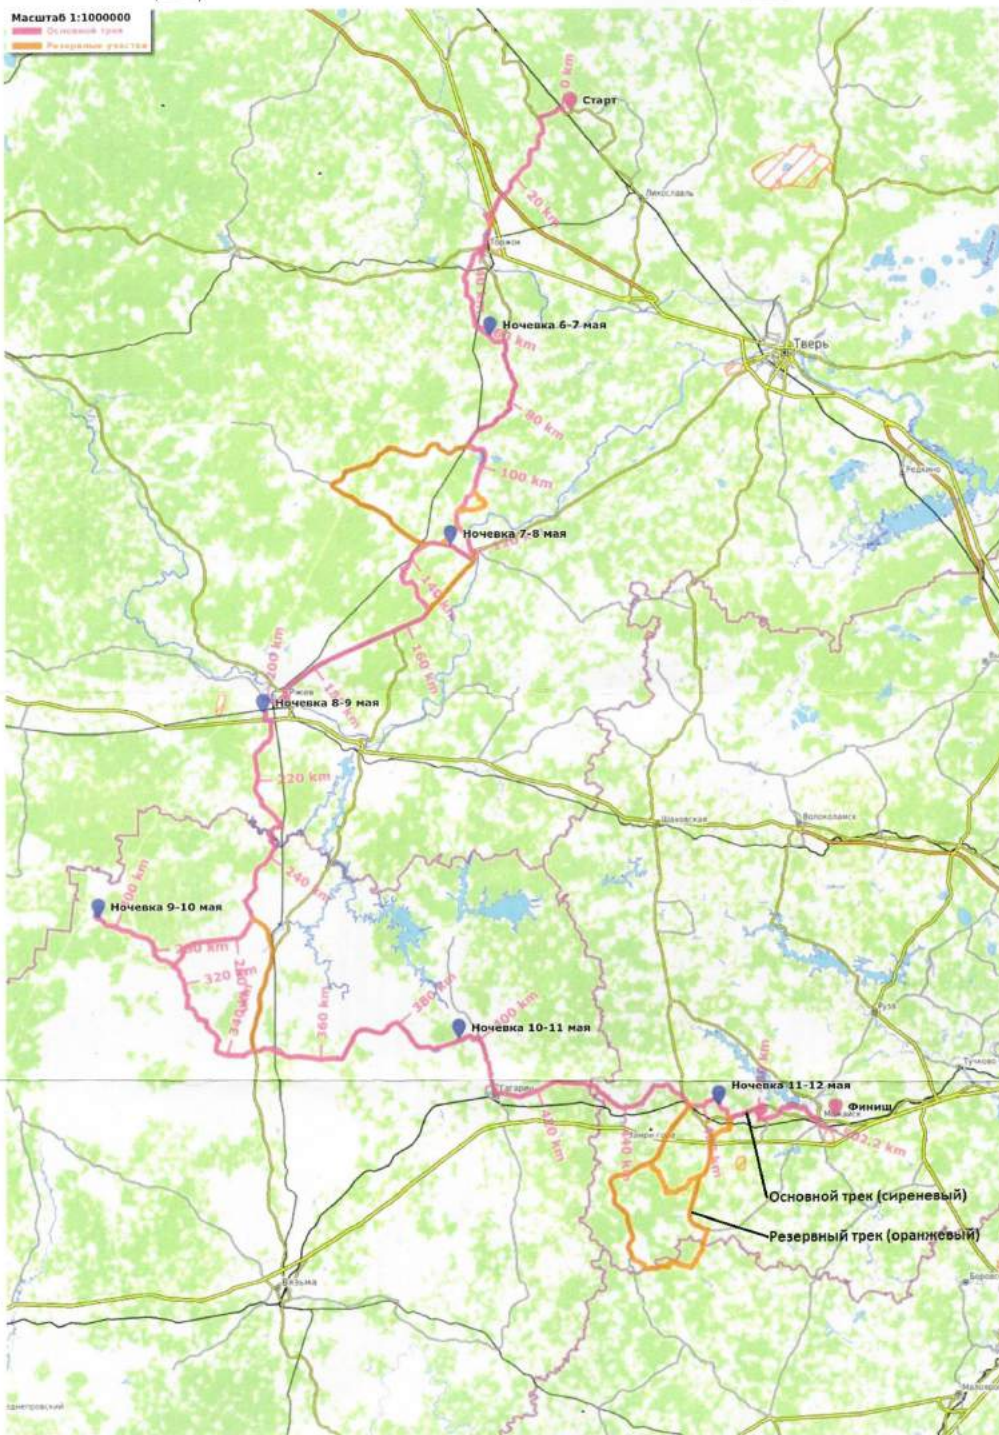 Масштаб 1:1000000
Основной трек
Резервные участки
0 km
Старт
20 km
Лихославль
Торжок
Ночевка 6-7 мая
60 km
Тверь
80 km
Редкино
100 km
Ночевка 7-8 мая
140 km
160 km
200 km
Ржев
Ночевка 8-9 мая
220 km
Шаховская
Волоколамск
240 km
Ночевка 9-10 мая
320 km
340 km
360 km
380 km
400 km
Ночевка 10-11 мая
Руза
Тучково
Гагарин
Ночевка 11-12 мая
Финиш
Можайск
420 km
440 km
502.2 km
Основной трек (сиреневый)
Резервный трек (оранжевый)
Вязьма